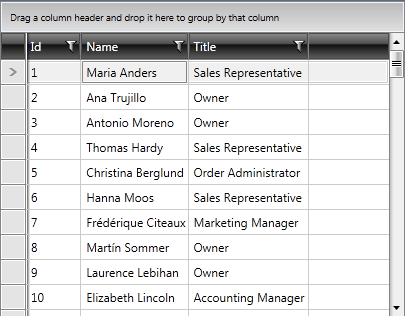 Drag a column header and drop it here to group by that column
Id Name Title
1 Maria Anders Sales Representative
2 Ana Trujillo Owner
3 Antonio Moreno Owner
4 Thomas Hardy Sales Representative
5 Christina Berglund Order Administrator
6 Hanna Moos Sales Representative
7 Frédérique Citeaux Marketing Manager
8 Martín Sommer Owner
9 Laurence Lebihan Owner
10 Elizabeth Lincoln Accounting Manager